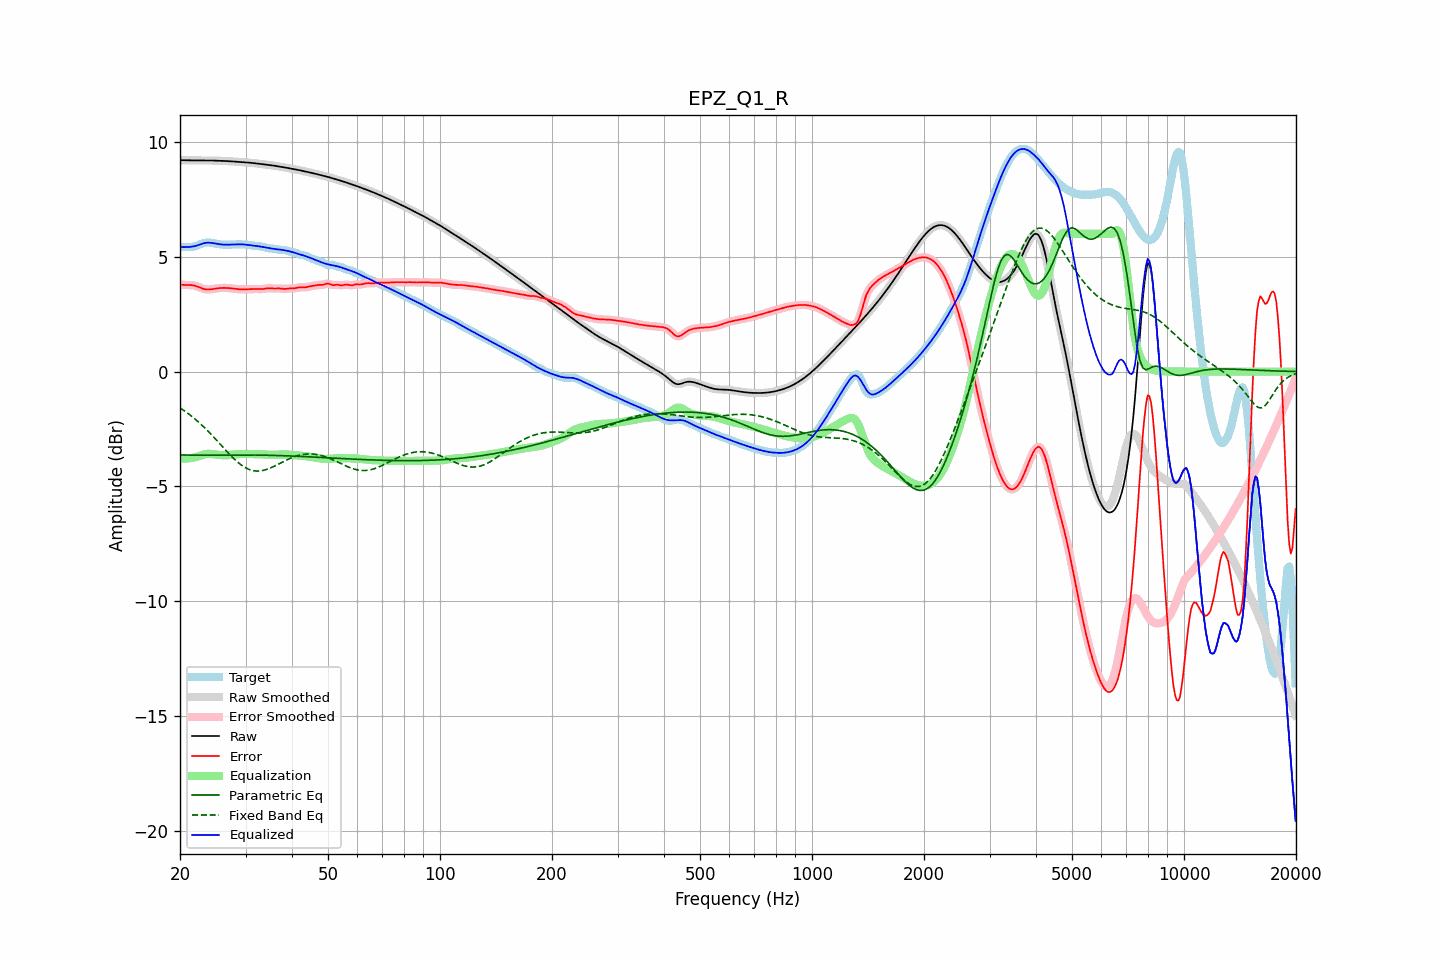 EPZ_Q1_R
Amplitude (dBr)
10
5
0
−5
−10
−15
−20
Target
Raw Smoothed
Error Smoothed
Raw
Error
Equalization
Parametric Eq
Fixed Band Eq
Equalized
20 50 100 200 500 1000 2000 5000 10000 20000
Frequency (Hz)